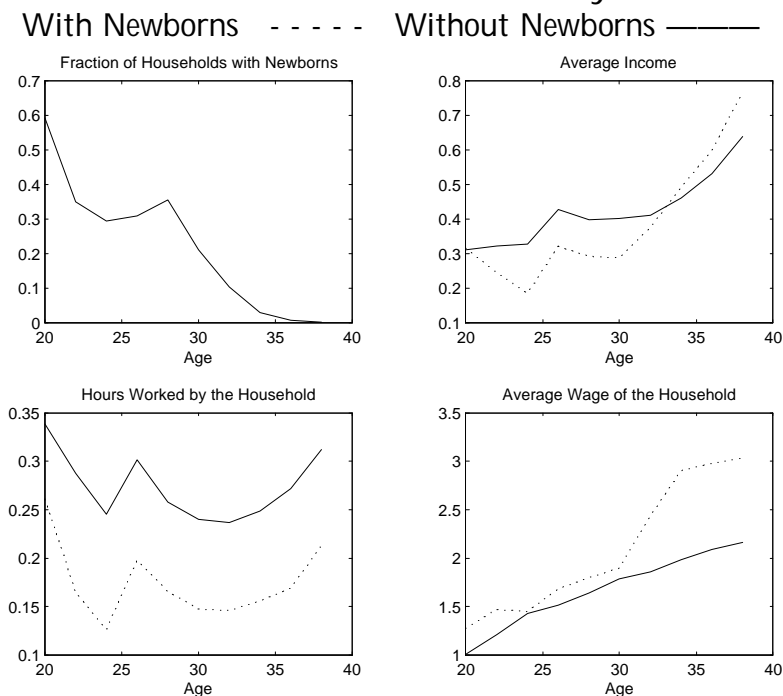 With Newborns - - - - - Without Newborns ———
Fraction of Households with Newborns
0.7
0.6
0.5
0.4
0.3
0.2
0.1
0
20 25 30 35 40
Age
Average Income
0.8
0.7
0.6
0.5
0.4
0.3
0.2
0.1
20 25 30 35 40
Age
Hours Worked by the Household
0.35
0.3
0.25
0.2
0.15
0.1
20 25 30 35 40
Age
Average Wage of the Household
3.5
3
2.5
2
1.5
1
20 25 30 35 40
Age